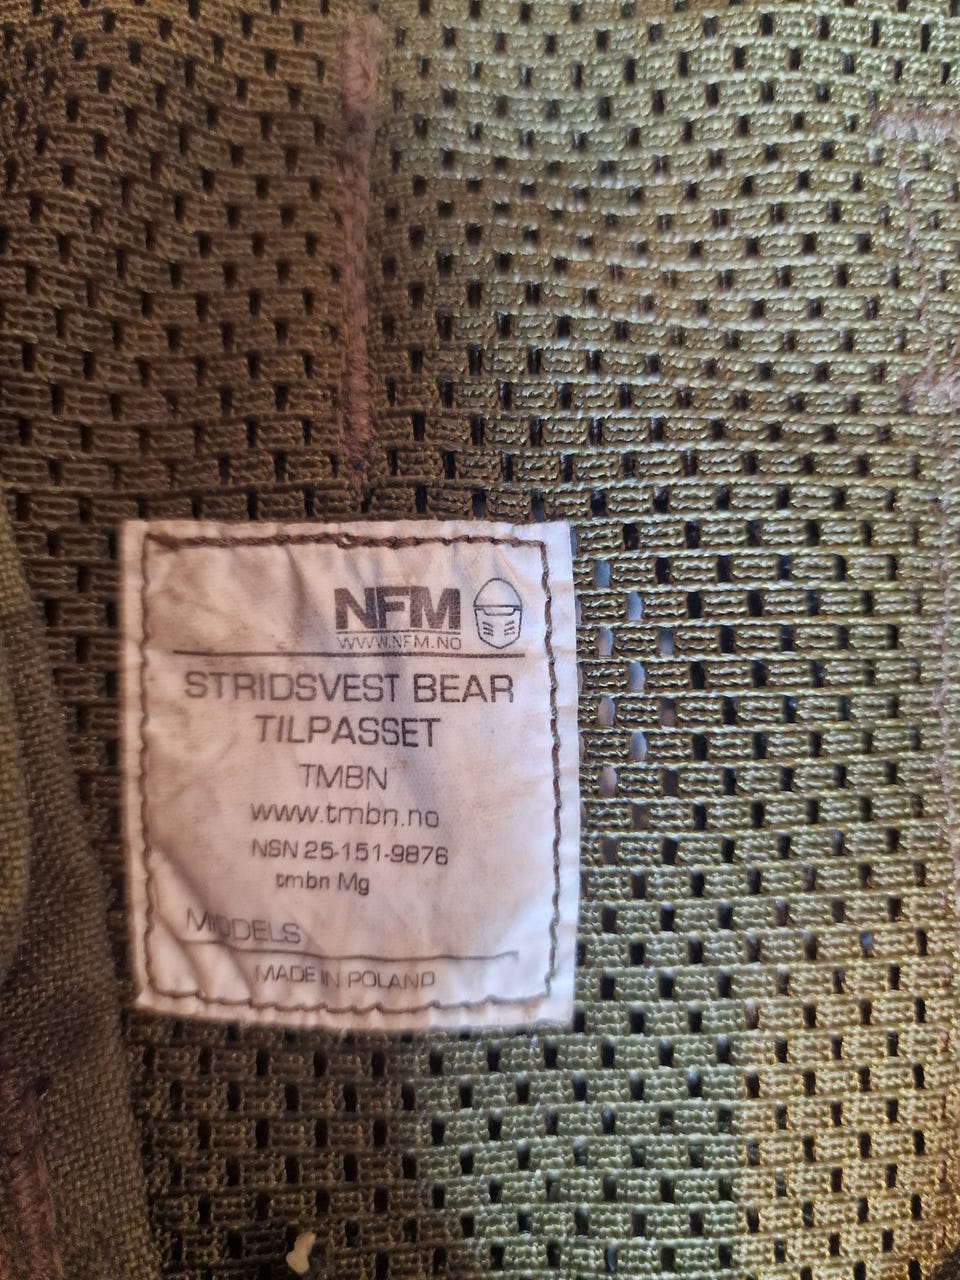 NFM
WWW.NFM.NO
STRIDSVEST BEAR
TILPASSET
TMBN
www.tmbn.no
NSN 25-151-9876
tmbn Mg
MIDDELS
MADE IN POLAND